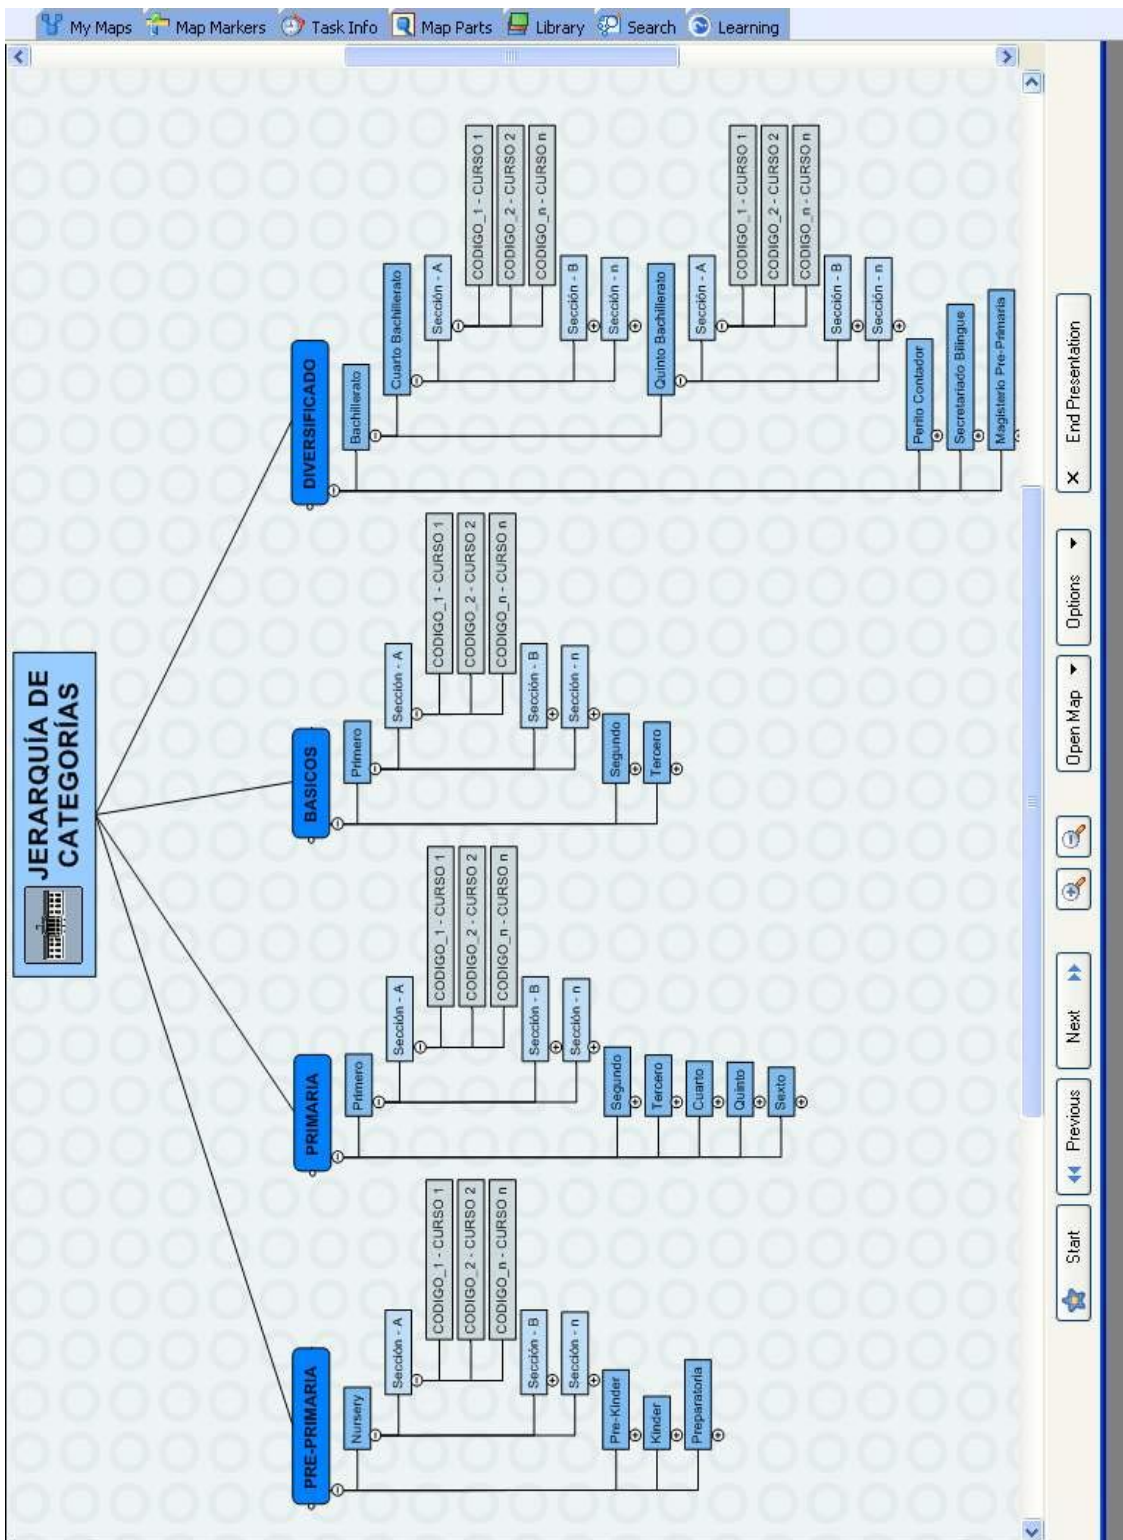 My Maps
Map Markers
Task Info
Map Parts
Library
Search
Learning
JERARQUÍA DE
CATEGORÍAS
PRE-PRIMARIA
Nursery
Sección - A
CODIGO_1 - CURSO 1
CODIGO_2 - CURSO 2
CODIGO_n - CURSO n
Sección - B
Sección - n
Pre-Kinder
Kinder
Preparatoria
PRIMARIA
Primero
Sección - A
CODIGO_1 - CURSO 1
CODIGO_2 - CURSO 2
CODIGO_n - CURSO n
Sección - B
Sección - n
Segundo
Tercero
Cuarto
Quinto
Sexto
BASICOS
Primero
Sección - A
CODIGO_1 - CURSO 1
CODIGO_2 - CURSO 2
CODIGO_n - CURSO n
Sección - B
Sección - n
Segundo
Tercero
DIVERSIFICADO
Bachillerato
Cuarto Bachillerato
Sección - A
CODIGO_1 - CURSO 1
CODIGO_2 - CURSO 2
CODIGO_n - CURSO n
Sección - B
Sección - n
Quinto Bachillerato
Sección - A
CODIGO_1 - CURSO 1
CODIGO_2 - CURSO 2
CODIGO_n - CURSO n
Sección - B
Sección - n
Perito Contador
Secretariado Bilingue
Magisterio Pre-Primaria
Start
Previous
Next
Open Map
Options
End Presentation